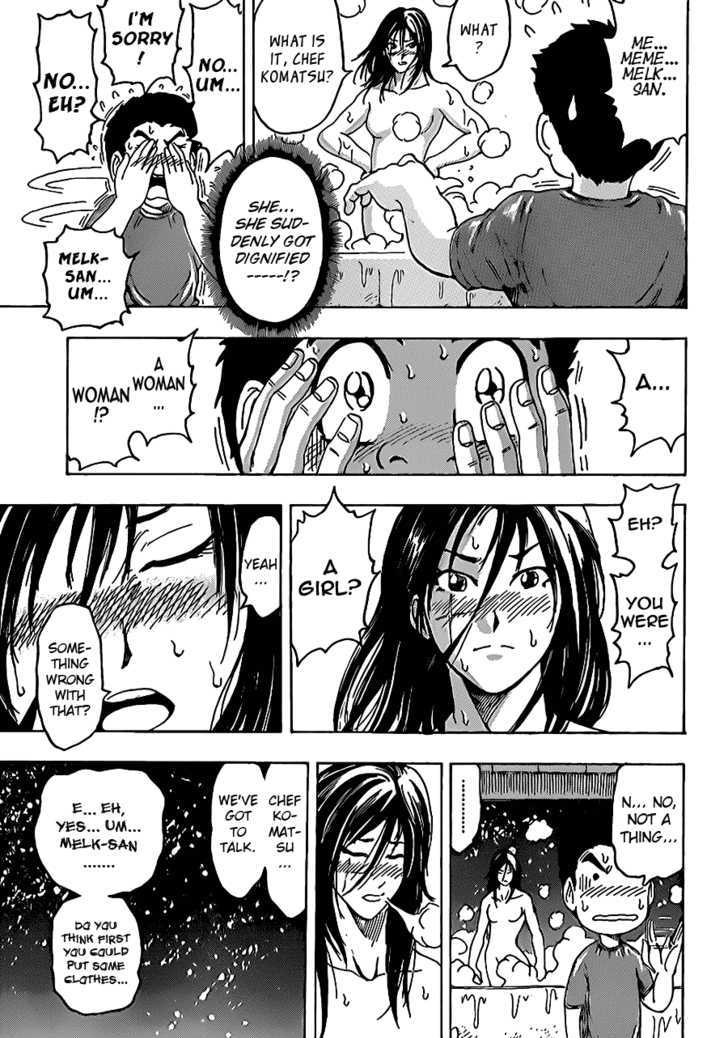 ME...
MEME...
MELK-
SAN.
WHAT
?
WHAT IS
IT, CHEF
KOMATSU?
NO...
UM...
I'M
SORRY
!
NO...
EH?
MELK-
SAN...
UM...
SHE...
SHE SUD-
DENLY GOT
DIGNIFIED
-----!?
A...
A
WOMAN
...
WOMAN
!?
EH?
YOU
WERE
...
A
GIRL?
YEAH
...
SOME-
THING
WRONG
WITH
THAT?
N... NO,
NOT A
THING...
.........
CHEF
KO-
MAT-
SU
...
WE'VE
GOT
TO
TALK.
E... EH,
YES... UM...
MELK-SAN
.......
DO YOU
THINK FIRST
YOU COULD
PUT SOME
CLOTHES...